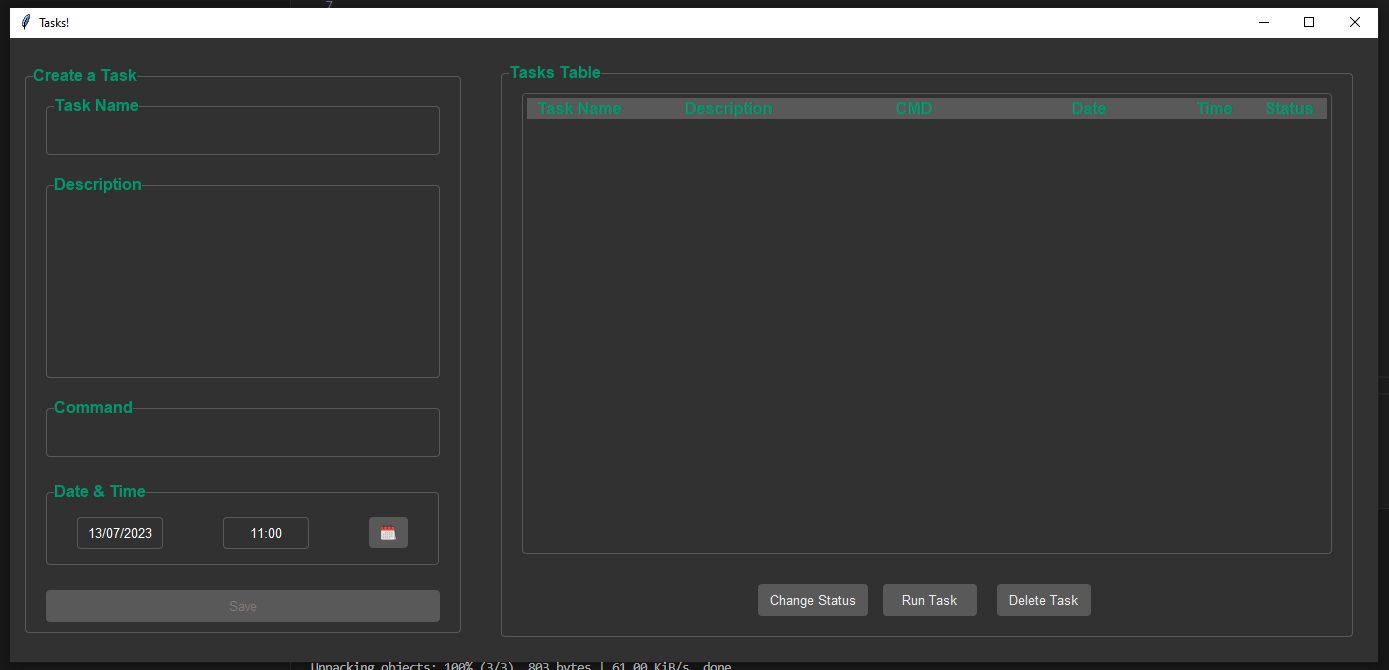 7
Tasks!
Create a Task
Task Name
Description
Command
Date & Time
13/07/2023 11:00
Save
Tasks Table
Task Name Description CMD Date Time Status
Change Status Run Task Delete Task
Unpacking objects: 100% (3/3), 803 bytes | 61.00 KiB/s, done.